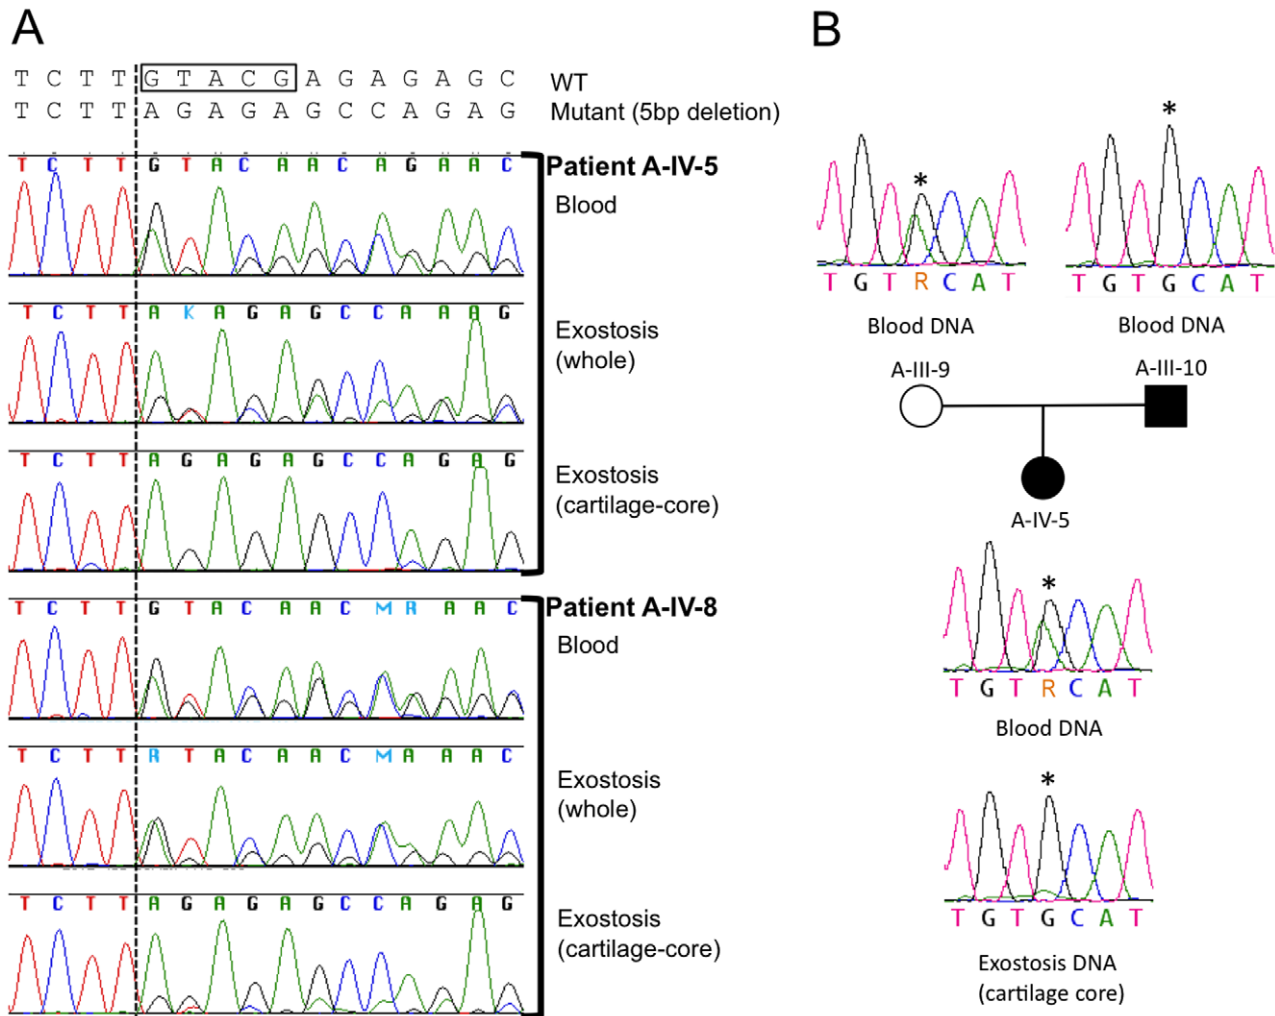 A
T C T T G T A C G A G A G A G C WT
T C T T A G A G A G C C A G A G Mutant (5bp deletion)
T C T T G T A C A A C A G A A C Patient A-IV-5
Blood
T C T T A K A G A G C C A A A G
Exostosis
(whole)
T C T T A G A G A G C C A G A G
Exostosis
(cartilage-core)
T C T T G T A C A A C M R A A C Patient A-IV-8
Blood
T C T T R T A C A A C M A A A C
Exostosis
(whole)
T C T T A G A G A G C C A G A G
Exostosis
(cartilage-core)
B
*
*
T G T R C A T
T G T G C A T
Blood DNA
Blood DNA
A-III-9
A-III-10
A-IV-5
*
T G T R C A T
Blood DNA
*
T G T G C A T
Exostosis DNA
(cartilage core)